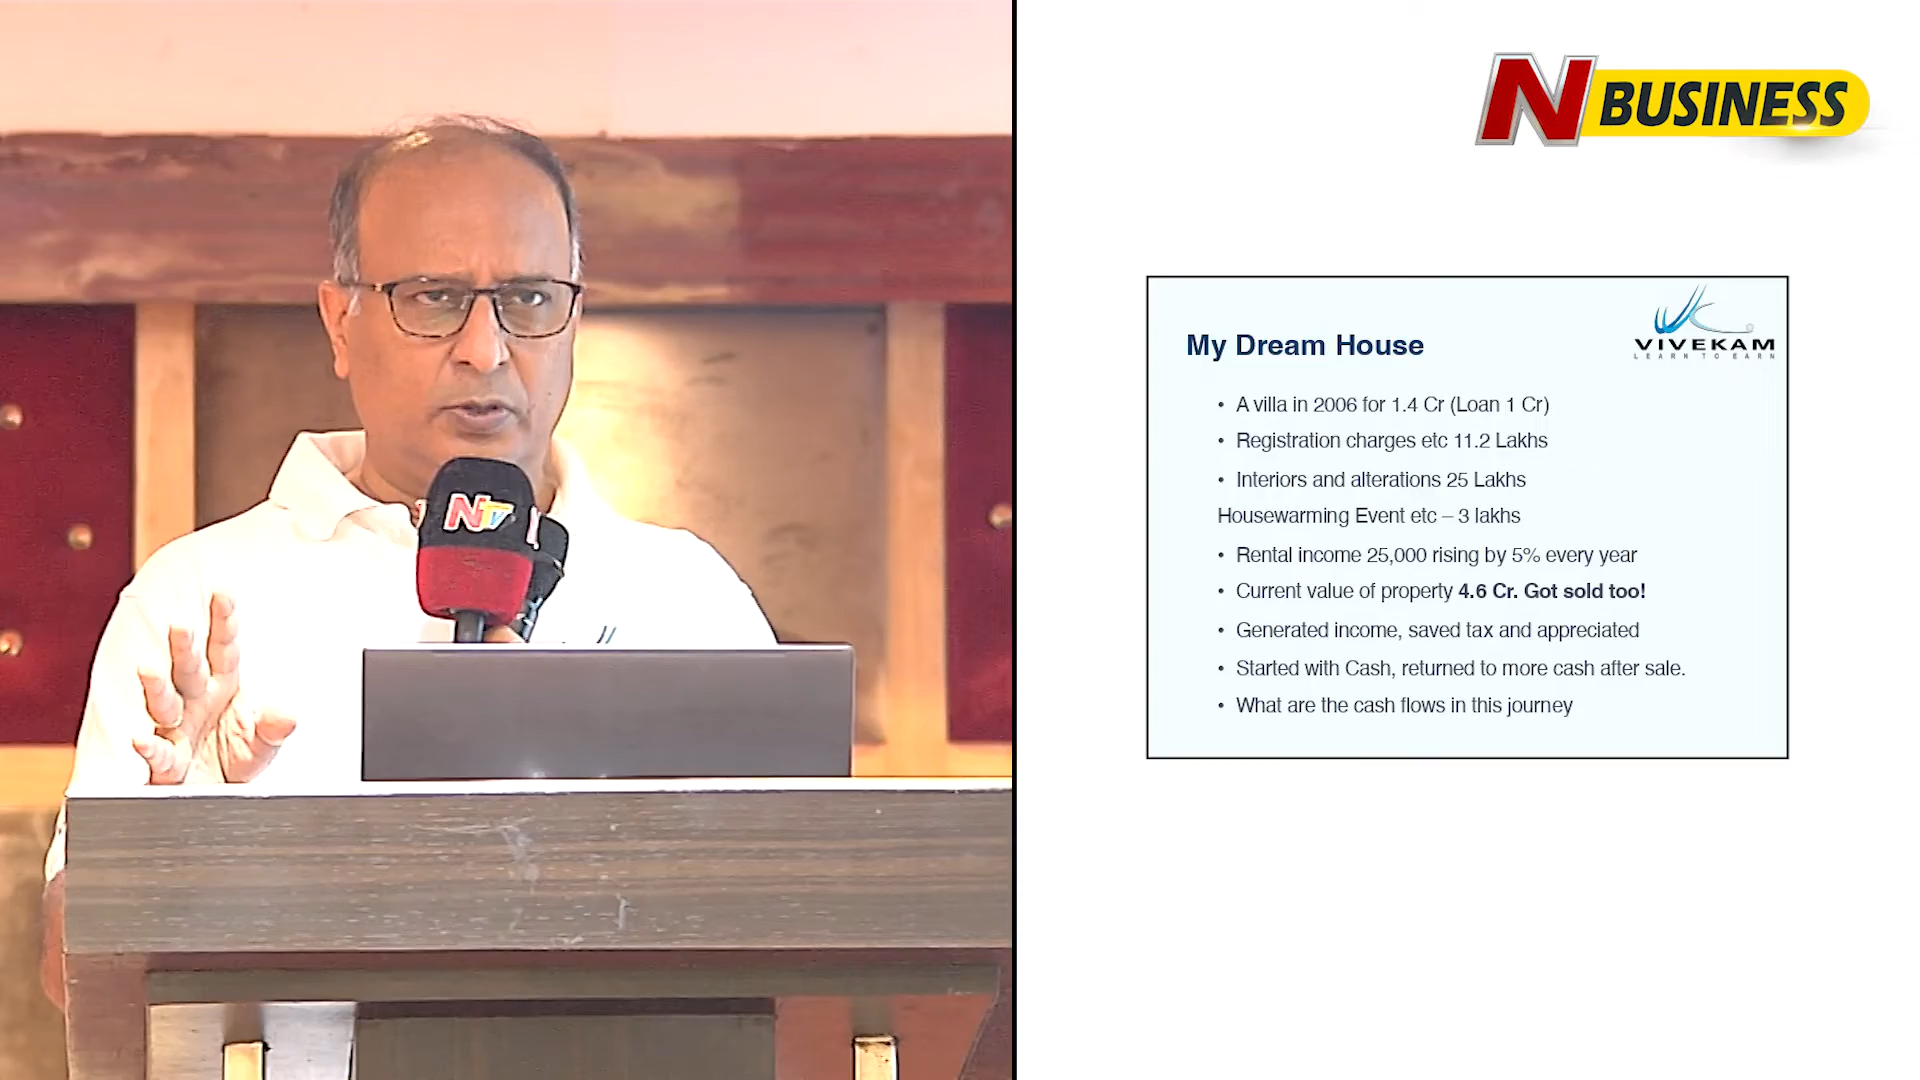 N BUSINESS
VIVEKAM
LEARN TO EARN
My Dream House
• A villa in 2006 for 1.4 Cr (Loan 1 Cr)
• Registration charges etc 11.2 Lakhs
• Interiors and alterations 25 Lakhs
Housewarming Event etc – 3 lakhs
• Rental income 25,000 rising by 5% every year
• Current value of property 4.6 Cr. Got sold too!
• Generated income, saved tax and appreciated
• Started with Cash, returned to more cash after sale.
• What are the cash flows in this journey
NTV